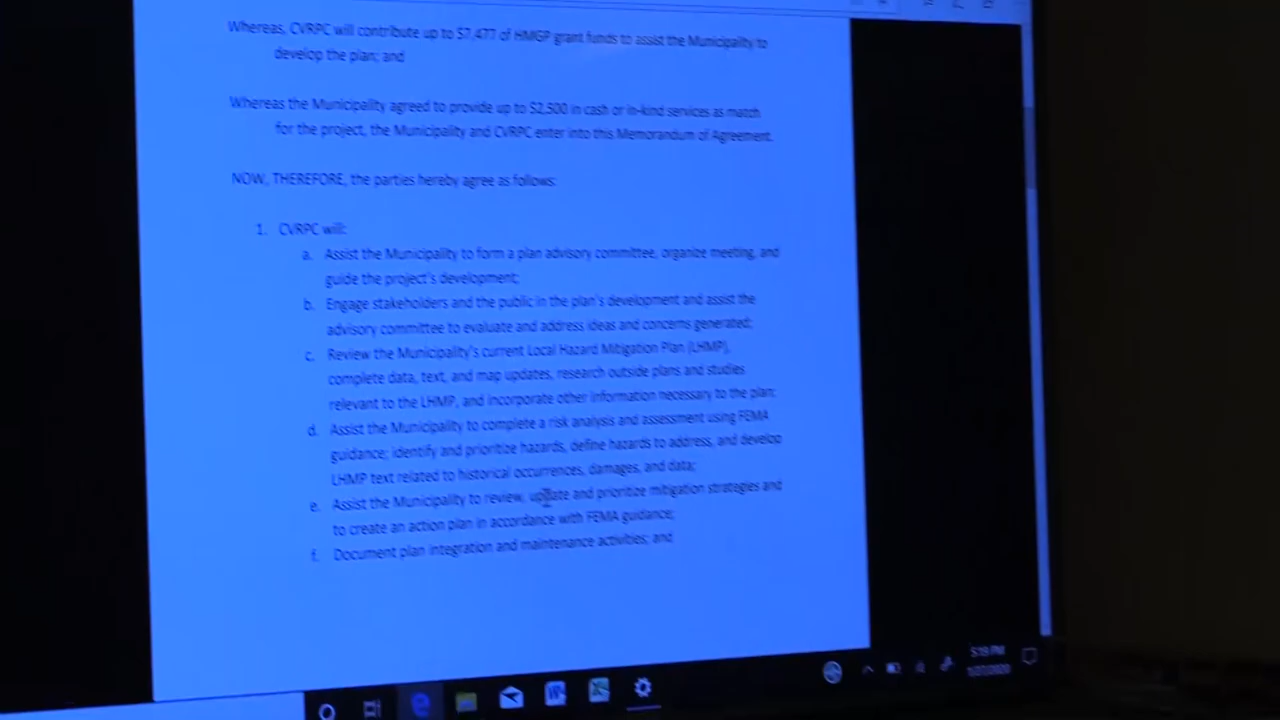 Whereas, CVRPC will contribute up to $7,477 of HMGP grant funds to assist the Municipality to
develop the plan; and
Whereas the Municipality agreed to provide up to $2,500 in cash or in-kind services as match
for the project, the Municipality and CVRPC enter into this Memorandum of Agreement.
NOW, THEREFORE, the parties hereby agree as follows:
1. CVRPC will:
a. Assist the Municipality to form a plan advisory committee, organize meeting, and
guide the project's development;
b. Engage stakeholders and the public in the plan's development and assist the
advisory committee to evaluate and address ideas and concerns generated;
c. Review the Municipality's current Local Hazard Mitigation Plan (LHMP),
complete data, text, and map updates, research outside plans and studies
relevant to the LHMP, and incorporate other information necessary to the plan;
d. Assist the Municipality to complete a risk analysis and assessment using FEMA
guidance; identify and prioritize hazards, define hazards to address, and develop
LHMP text related to historical occurrences, damages, and data;
e. Assist the Municipality to review, update and prioritize mitigation strategies and
to create an action plan in accordance with FEMA guidance;
f. Document plan integration and maintenance activities; and
5:19 PM